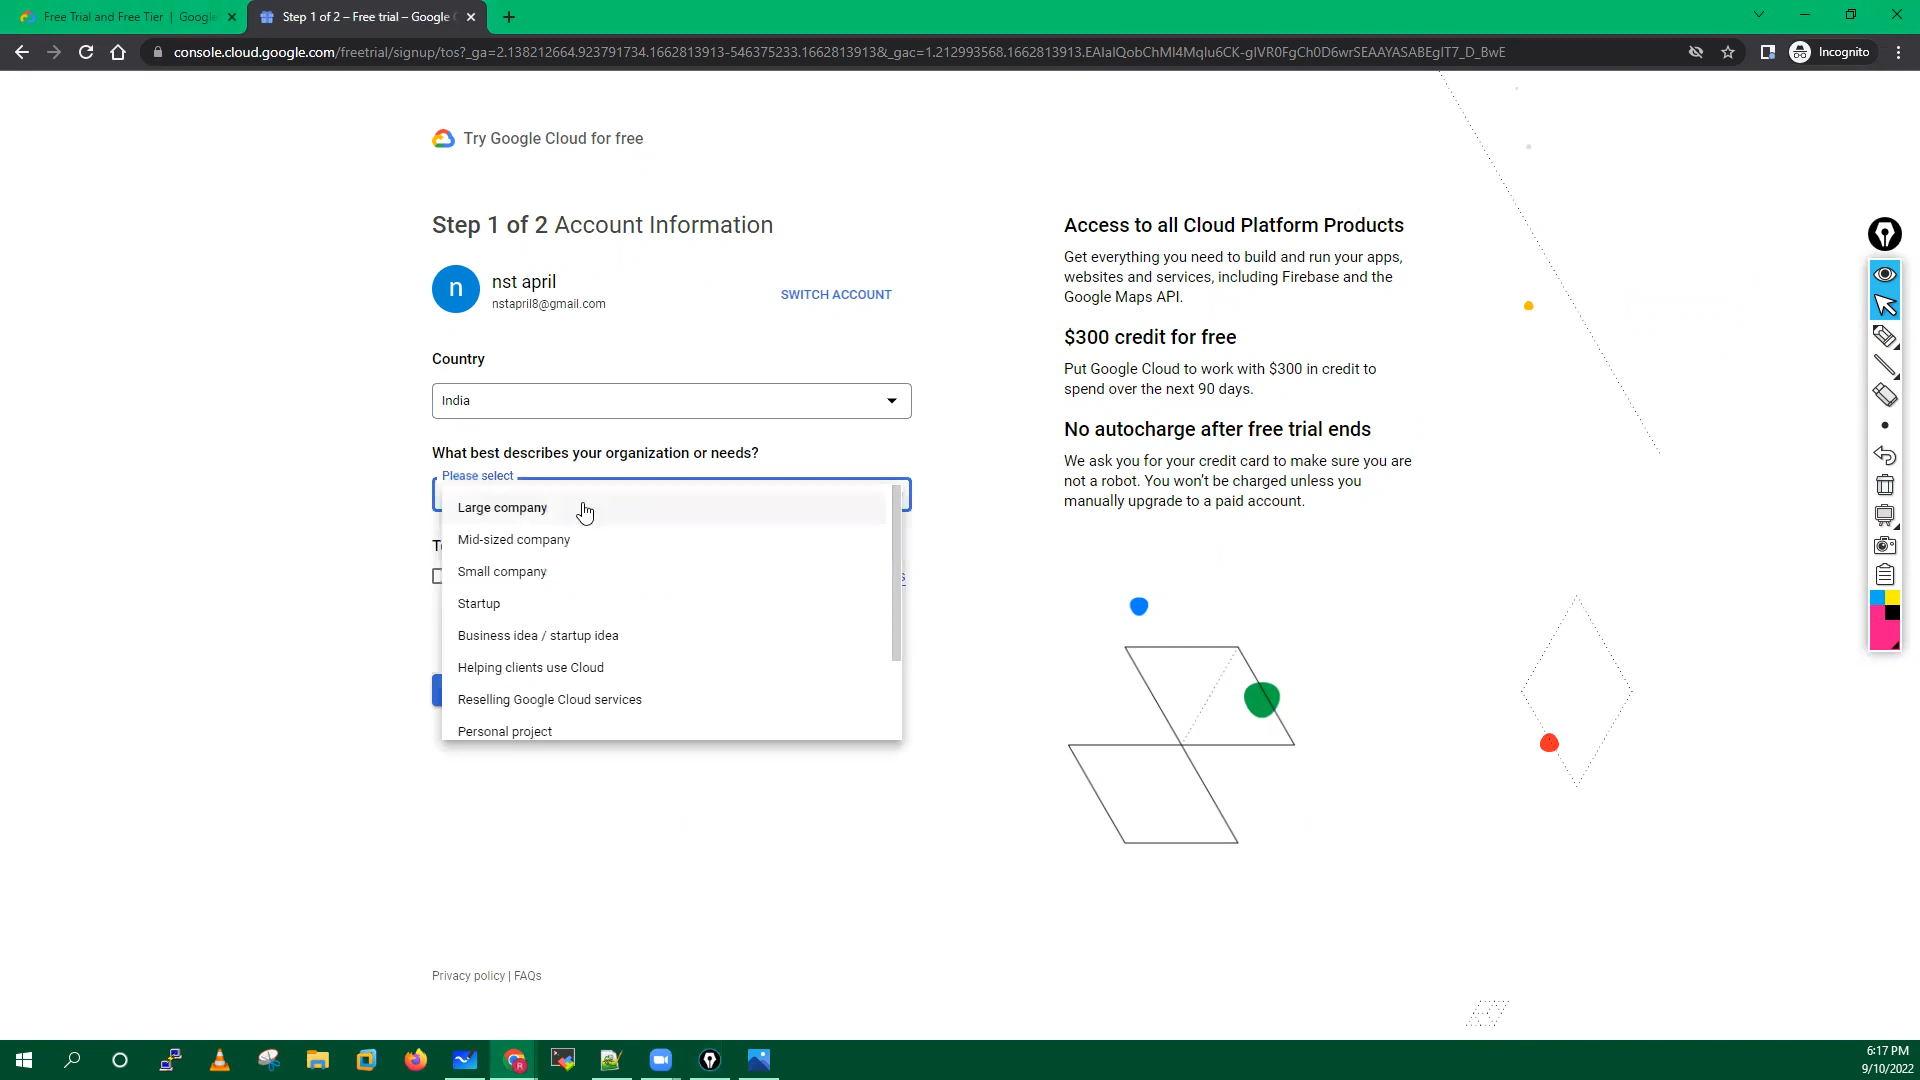 Free Trial and Free Tier | Google
Step 1 of 2 – Free trial – Google
console.cloud.google.com/freetrial/signup/tos?_ga=2.138212664.923791734.1662813913-546375233.1662813913&_gac=1.212993568.1662813913.EAIaIQobChMI4MqIu6CK-gIVR0FgCh0D6wrSEAAYASABEgIT7_D_BwE
Incognito
Try Google Cloud for free
Step 1 of 2 Account Information
n
nst april
nstapril8@gmail.com
SWITCH ACCOUNT
Country
India
What best describes your organization or needs?
Please select
Large company
Mid-sized company
Small company
Startup
Business idea / startup idea
Helping clients use Cloud
Reselling Google Cloud services
Personal project
Access to all Cloud Platform Products
Get everything you need to build and run your apps,
websites and services, including Firebase and the
Google Maps API.
$300 credit for free
Put Google Cloud to work with $300 in credit to
spend over the next 90 days.
No autocharge after free trial ends
We ask you for your credit card to make sure you are
not a robot. You won't be charged unless you
manually upgrade to a paid account.
Privacy policy | FAQs
6:17 PM
9/10/2022